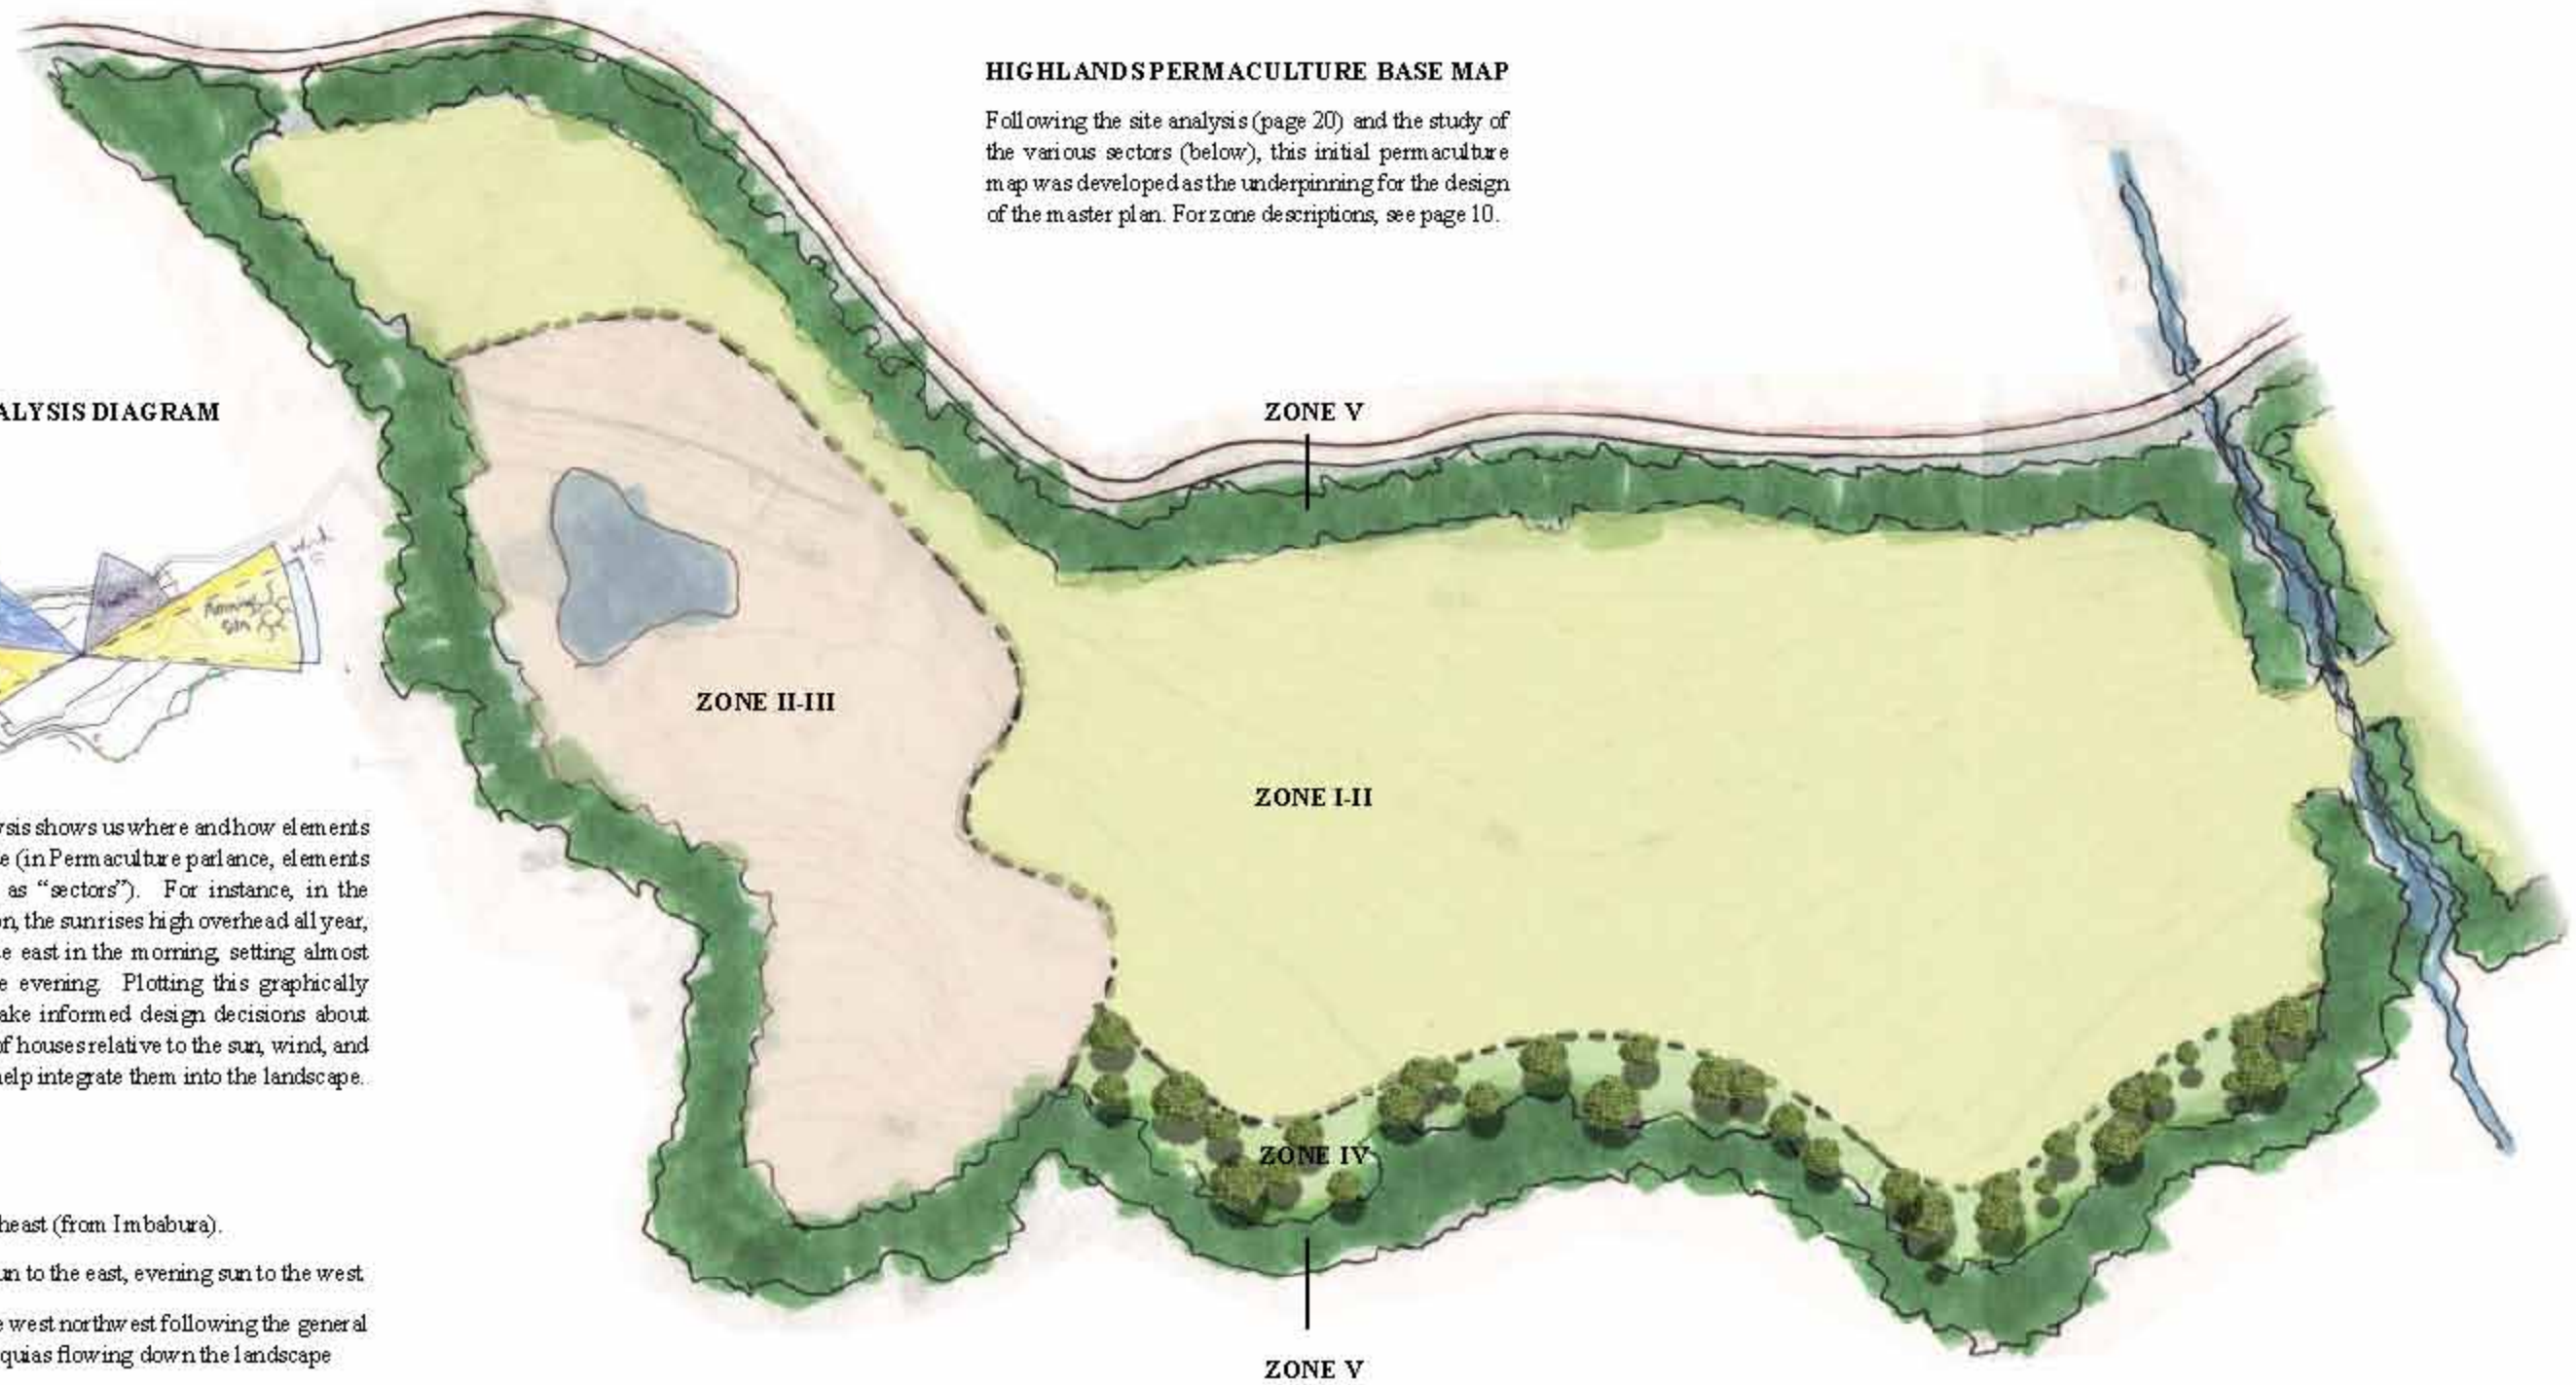 HIGHLANDS PERMACULTURE BASE MAP
Following the site analysis (page 20) and the study of
the various sectors (below), this initial permaculture
map was developed as the underpinning for the design
of the master plan. For zone descriptions, see page 10.
ALYSIS DIAGRAM
wind
morning
sun
ysis shows us where and how elements
e (in Permaculture parlance, elements
as “sectors”). For instance, in the
on, the sun rises high overhead all year,
e east in the morning, setting almost
e evening. Plotting this graphically
ake informed design decisions about
of houses relative to the sun, wind, and
help integrate them into the landscape.
heast (from Imbabura).
un to the east, evening sun to the west.
e west northwest following the general
quias flowing down the landscape
ZONE V
ZONE II-III
ZONE I-II
ZONE IV
ZONE V